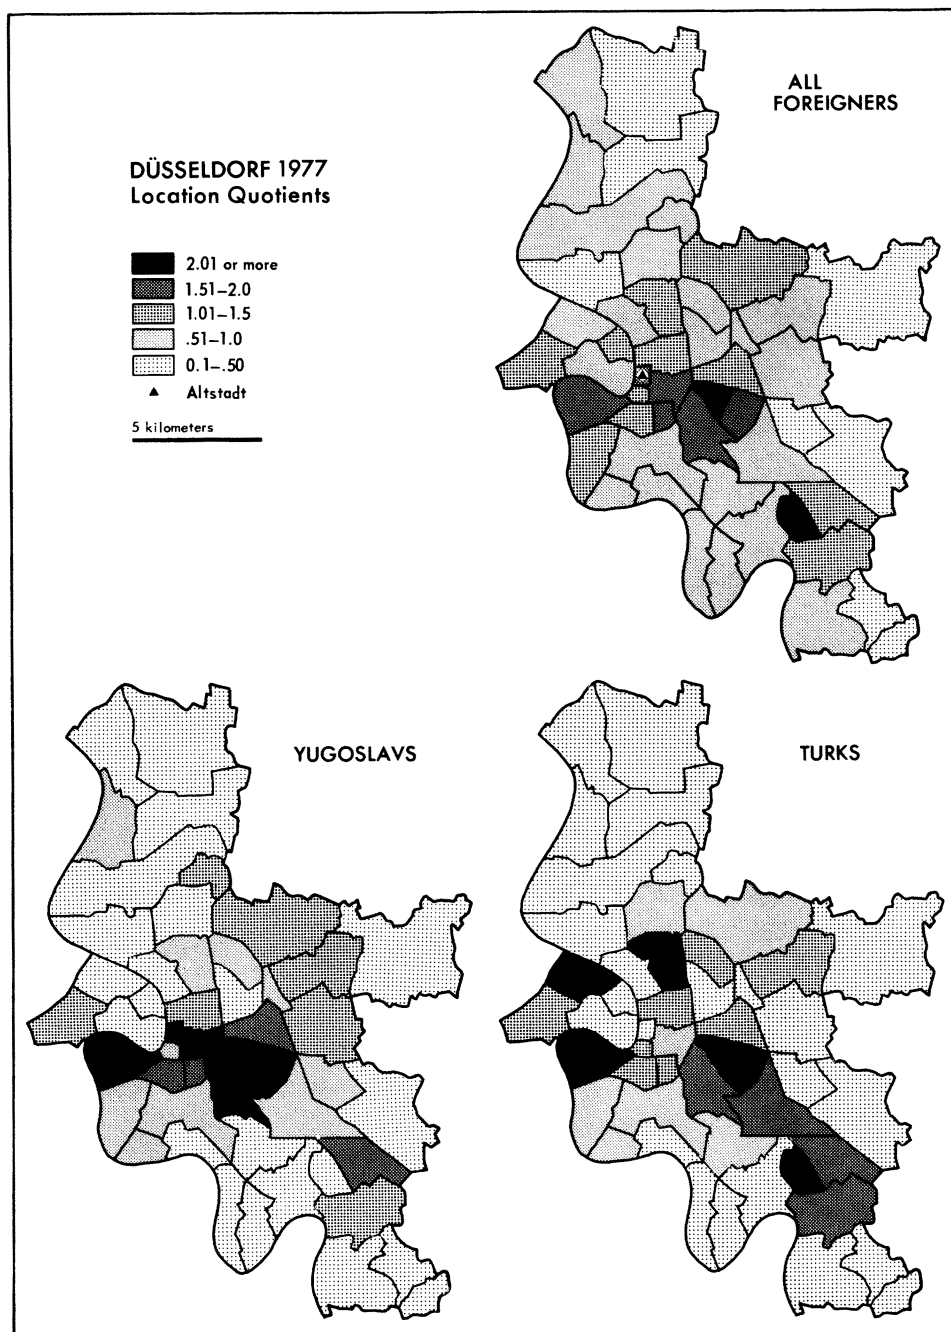 DÜSSELDORF 1977
Location Quotients
2.01 or more
1.51–2.0
1.01–1.5
.51–1.0
0.1–.50
Altstadt
5 kilometers
ALL
FOREIGNERS
YUGOSLAVS
TURKS